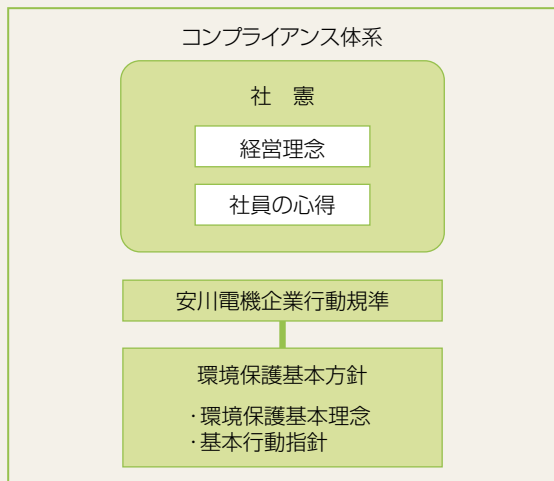 コンプライアンス体系
社　憲
経営理念
社員の心得
安川電機企業行動規準
環境保護基本方針
・環境保護基本理念
・基本行動指針